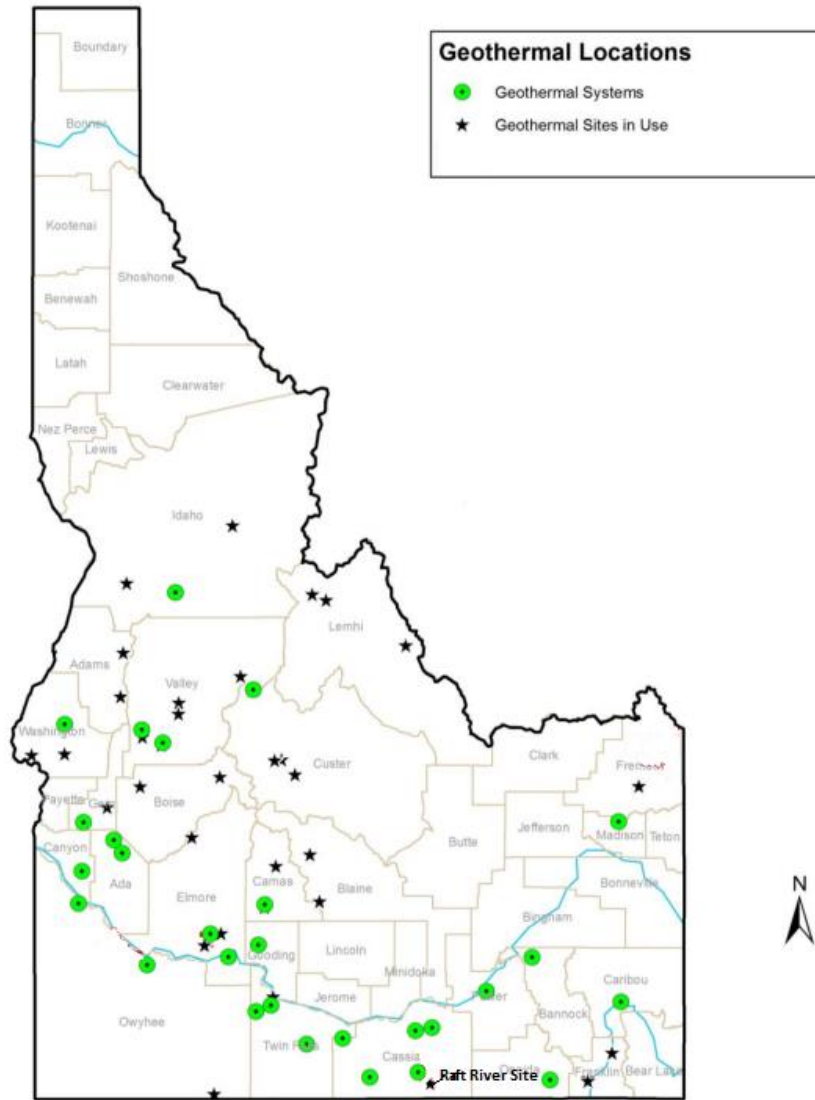 Geothermal Locations
Geothermal Systems
Geothermal Sites in Use
Boundary
Bonner
Kootenai
Shoshone
Benewah
Latah
Clearwater
Nez Perce
Lewis
Idaho
Lemhi
Adams
Valley
Washington
Custer
Clark
Fremont
Payette
Gem
Boise
Butte
Jefferson
Madison
Teton
Canyon
Ada
Elmore
Camas
Blaine
Bonneville
Bingham
Gooding
Lincoln
Minidoka
Jerome
Power
Caribou
Bannock
Owyhee
Twin Falls
Cassia
Raft River Site
Oneida
Franklin
Bear Lake
N